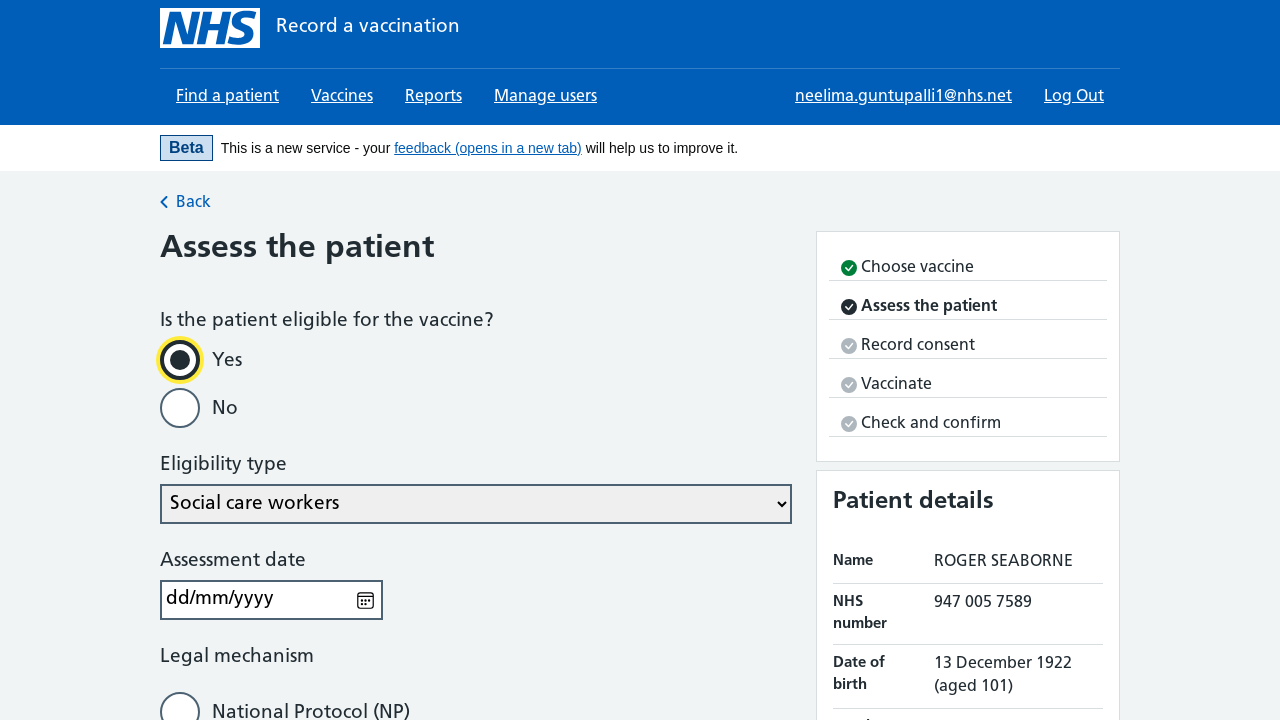 NHS Record a vaccination
Find a patient Vaccines Reports Manage users neelima.guntupalli1@nhs.net Log Out
Beta This is a new service - your feedback (opens in a new tab) will help us to improve it.
Back
Assess the patient
Is the patient eligible for the vaccine?
Yes
No
Eligibility type
Social care workers
Assessment date
dd/mm/yyyy
Legal mechanism
National Protocol (NP)
Choose vaccine
Assess the patient
Record consent
Vaccinate
Check and confirm
Patient details
Name ROGER SEABORNE
NHS number 947 005 7589
Date of birth 13 December 1922 (aged 101)